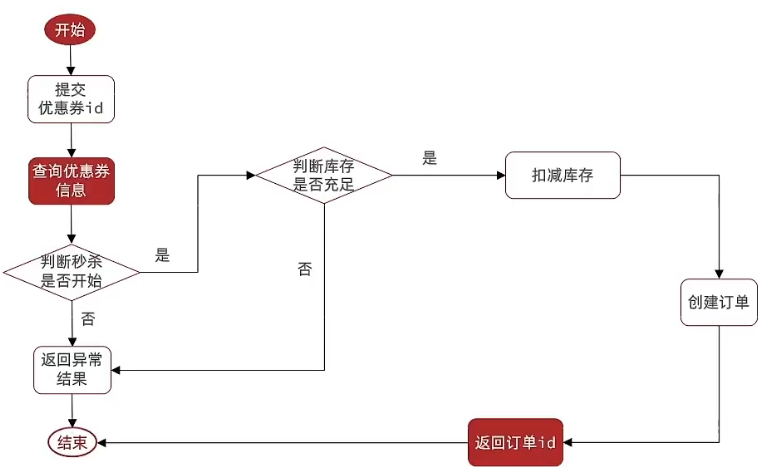 开始
提交
优惠券id
查询优惠券
信息
判断秒杀
是否开始
是
否
返回异常
结果
结束
判断库存
是否充足
是
否
扣减库存
创建订单
返回订单id